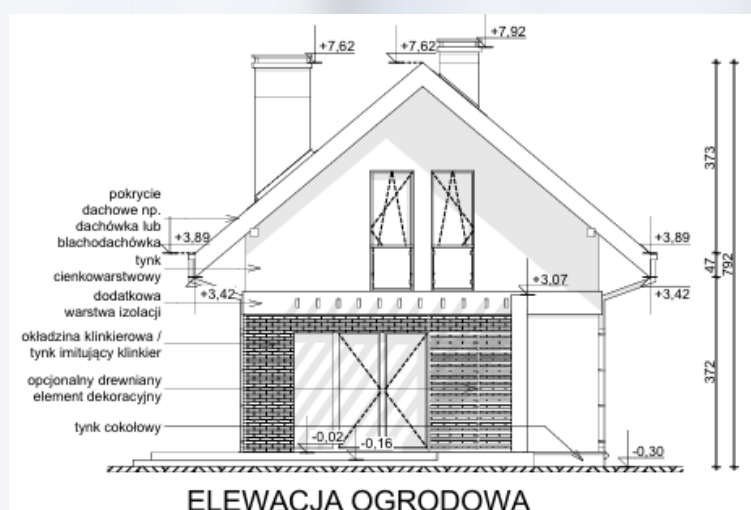 +7,92
+7,62
+7,62
373
pokrycie
dachowe np.
dachówka lub
blachodachówka
+3,89
+3,89
tynk
cienkowarstwowy
47
792
+3,42
+3,42
+3,07
dodatkowa
warstwa izolacji
okładzina klinkierowa /
tynk imitujący klinkier
372
opcjonalny drewniany
element dekoracyjny
tynk cokołowy
-0,02
-0,16
-0,30
ELEWACJA OGRODOWA